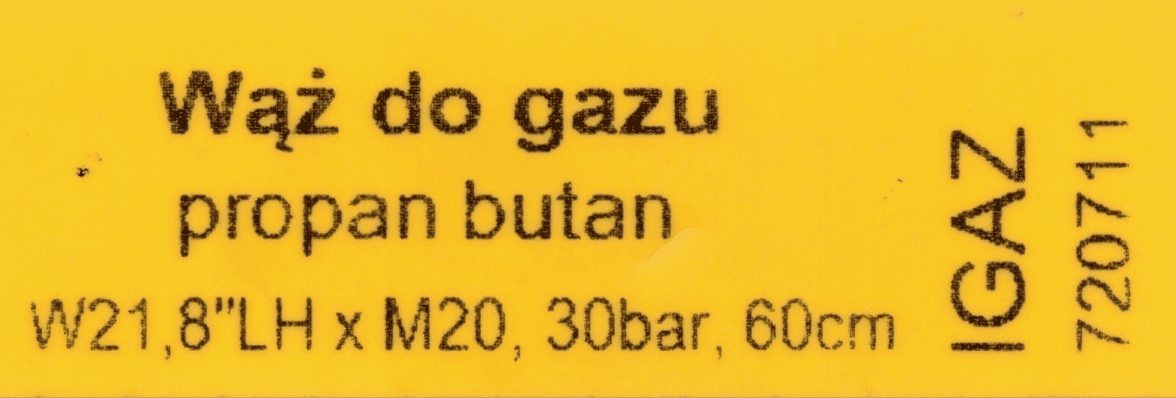 Wąż do gazu
propan butan
W21,8"LH x M20, 30bar, 60cm
IGAZ
720711